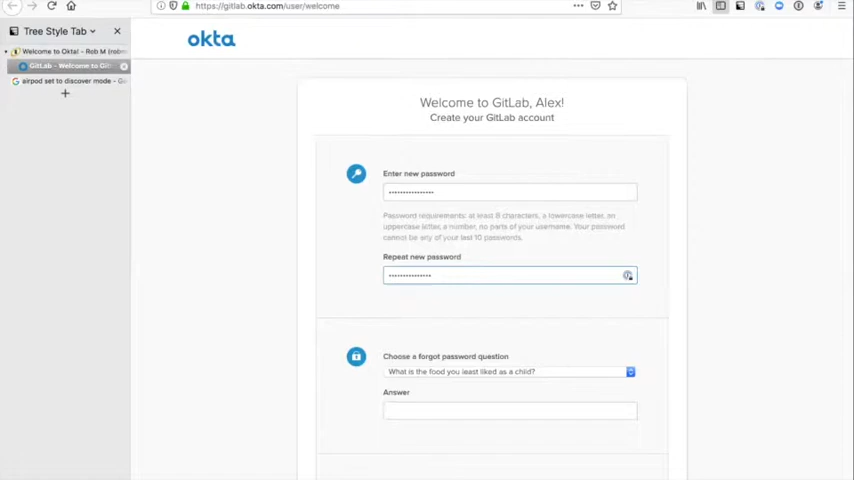 https://gitlab.okta.com/user/welcome
Tree Style Tab
Welcome to Okta! - Rob M (robm
GitLab - Welcome to Git
airpod set to discover mode - Go
okta
Welcome to GitLab, Alex!
Create your GitLab account
Enter new password
••••••••••••••••
Password requirements: at least 8 characters, a lowercase letter, an
uppercase letter, a number, no parts of your username. Your password
cannot be any of your last 10 passwords.
Repeat new password
•••••••••••••••
Choose a forgot password question
What is the food you least liked as a child?
Answer